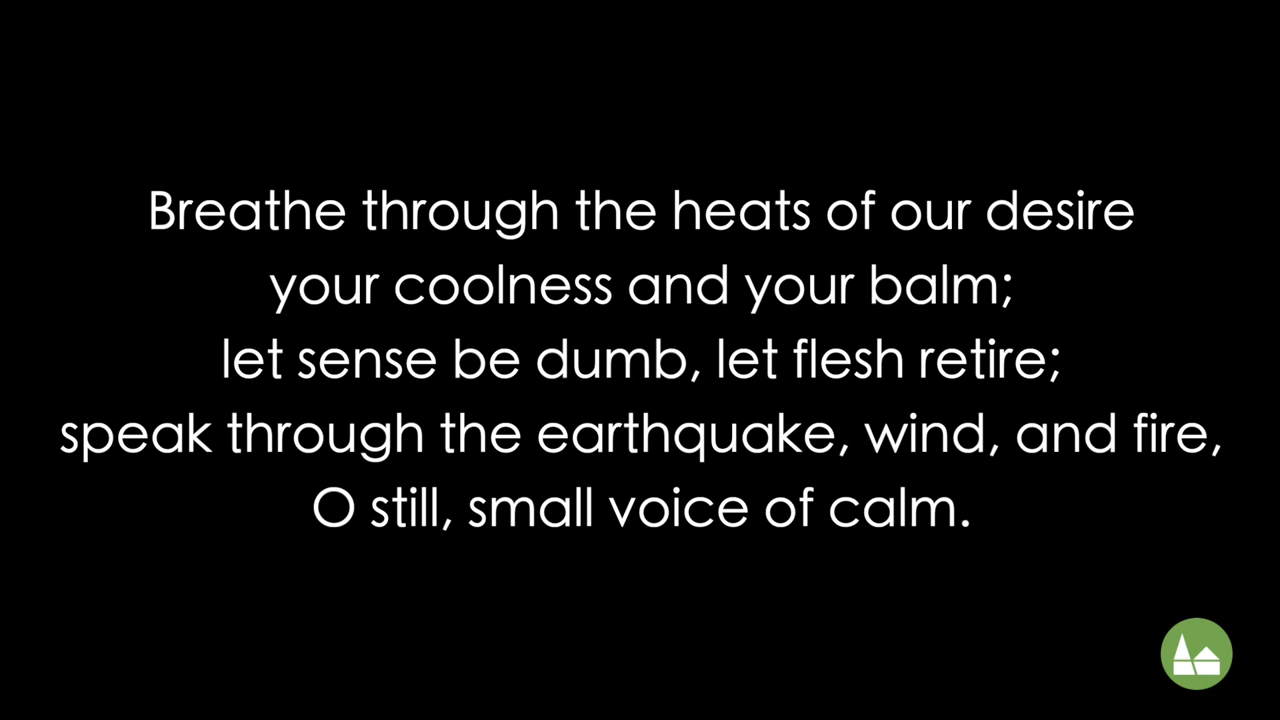 Breathe through the heats of our desire
your coolness and your balm;
let sense be dumb, let flesh retire;
speak through the earthquake, wind, and fire,
O still, small voice of calm.